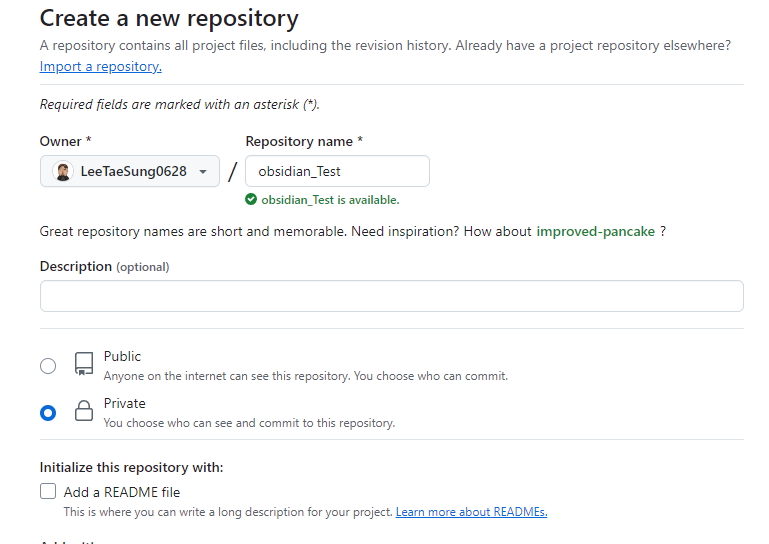 Create a new repository
A repository contains all project files, including the revision history. Already have a project repository elsewhere?
Import a repository.
Required fields are marked with an asterisk (*).
Owner *
Repository name *
LeeTaeSung0628
/
obsidian_Test
obsidian_Test is available.
Great repository names are short and memorable. Need inspiration? How about improved-pancake ?
Description (optional)
Public
Anyone on the internet can see this repository. You choose who can commit.
Private
You choose who can see and commit to this repository.
Initialize this repository with:
Add a README file
This is where you can write a long description for your project. Learn more about READMEs.